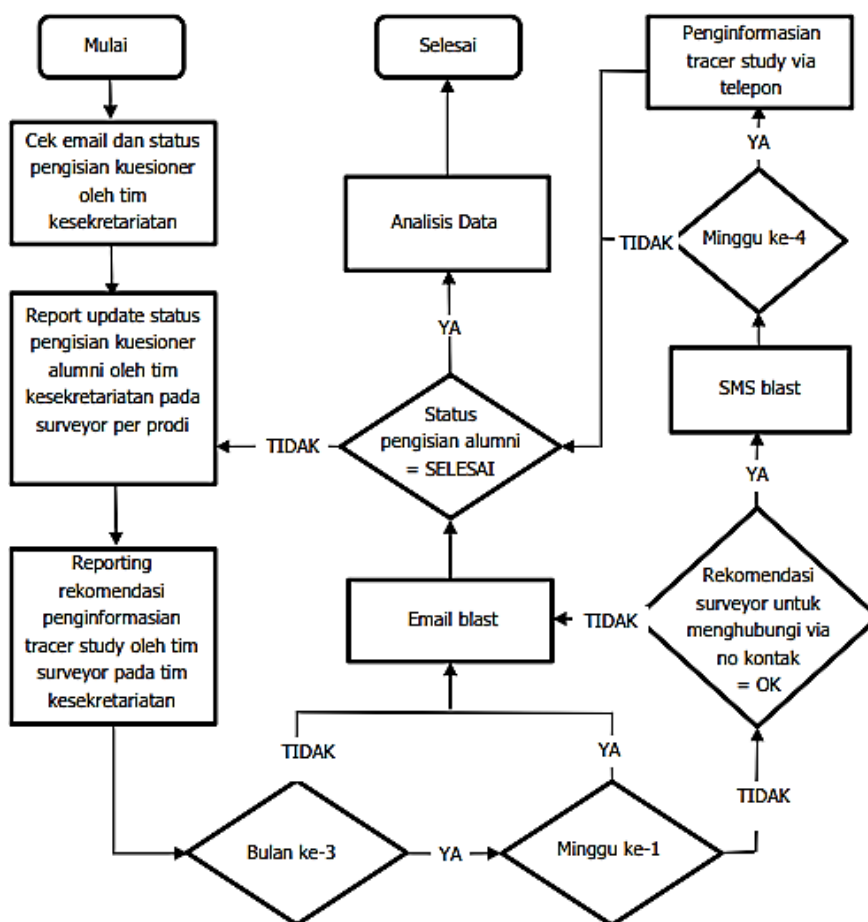 Mulai
Cek email dan status
pengisian kuesioner
oleh tim
kesekretariatan
Report update status
pengisian kuesioner
alumni oleh tim
kesekretariatan pada
surveyor per prodi
Reporting
rekomendasi
penginformasian
tracer study oleh tim
surveyor pada tim
kesekretariatan
Bulan ke-3
TIDAK
YA
Minggu ke-1
YA
TIDAK
Rekomendasi
surveyor untuk
menghubungi via
no kontak
= OK
TIDAK
YA
Email blast
SMS blast
Minggu ke-4
TIDAK
YA
Penginformasian
tracer study via
telepon
Status
pengisian alumni
= SELESAI
TIDAK
YA
Analisis Data
Selesai